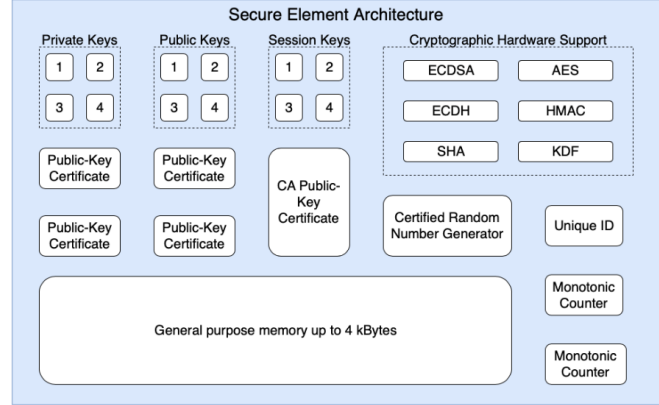 Secure Element Architecture
Private Keys
1 2
3 4
Public Keys
1 2
3 4
Session Keys
1 2
3 4
Cryptographic Hardware Support
ECDSA AES
ECDH HMAC
SHA KDF
Public-Key
Certificate
Public-Key
Certificate
CA Public-
Key
Certificate
Public-Key
Certificate
Public-Key
Certificate
Certified Random
Number Generator
Unique ID
General purpose memory up to 4 kBytes
Monotonic
Counter
Monotonic
Counter